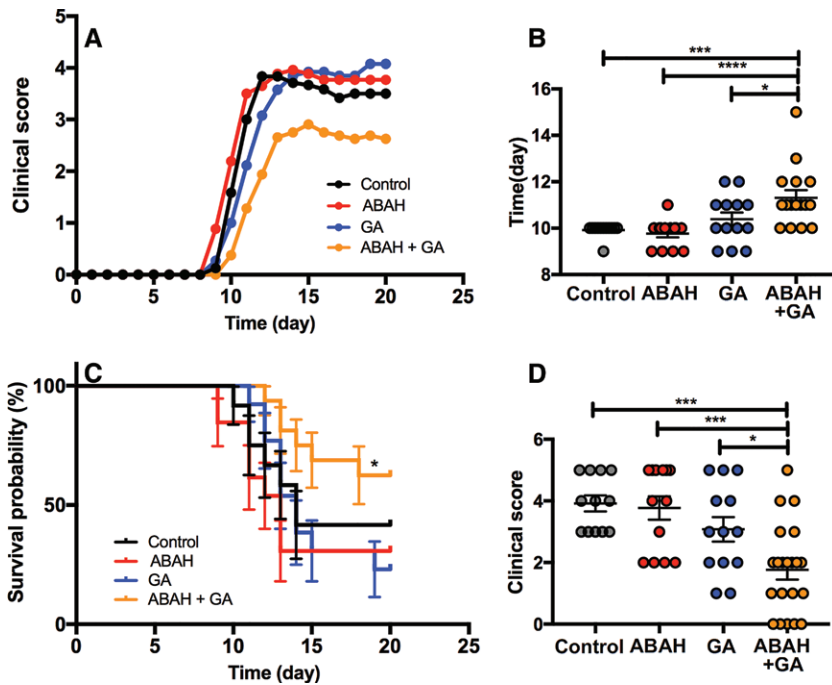 A
Clinical score
5
4
3
2
1
0
0 5 10 15 20 25
Time (day)
Control
ABAH
GA
ABAH + GA
B
***
****
*
Time(day)
16
14
12
10
8
Control ABAH GA ABAH
+GA
C
Survival probability (%)
100
50
0
*
Control
ABAH
GA
ABAH + GA
0 5 10 15 20 25
Time (day)
D
***
***
*
Clinical score
6
4
2
0
Control ABAH GA ABAH
+GA